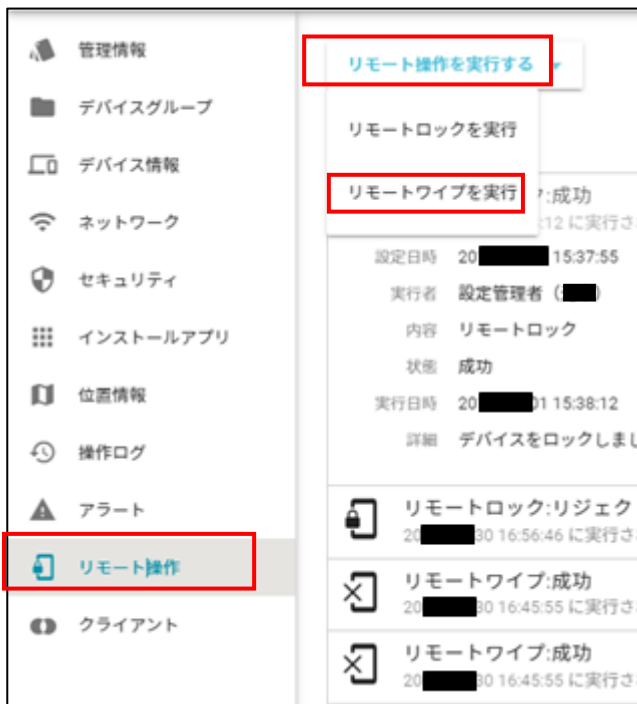 管理情報
デバイスグループ
デバイス情報
ネットワーク
セキュリティ
インストールアプリ
位置情報
操作ログ
アラート
リモート操作
クライアント
リモート操作を実行する
リモートロックを実行
リモートワイプを実行
:成功
:12 に実行さ
設定日時 20 15:37:55
実行者 設定管理者（ ）
内容 リモートロック
状態 成功
実行日時 20 01 15:38:12
詳細 デバイスをロックしまし
リモートロック:リジェク
20 30 16:56:46 に実行さ
リモートワイプ:成功
20 30 16:45:55 に実行さ
リモートワイプ:成功
20 30 16:45:55 に実行さ